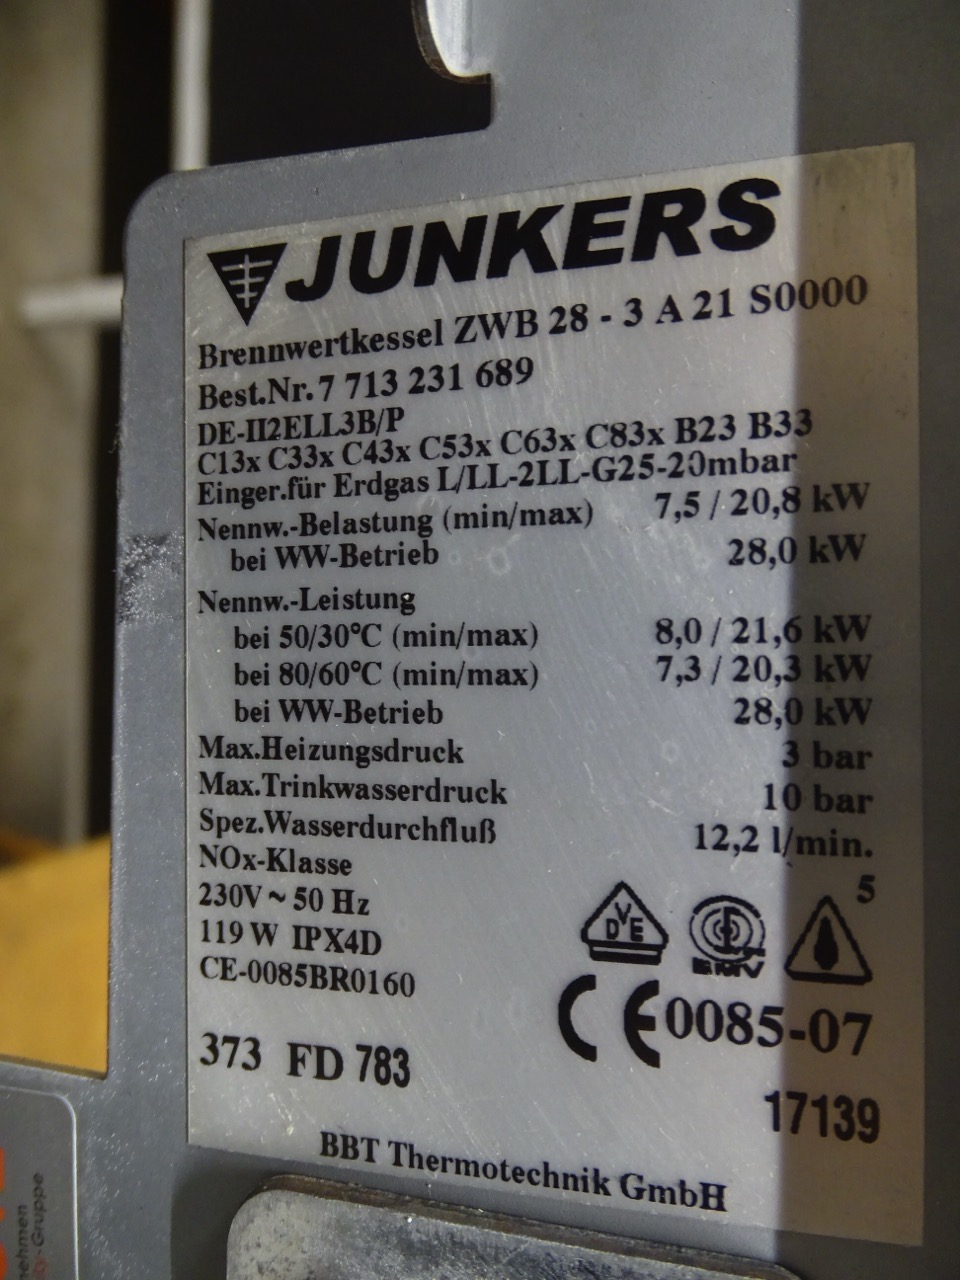 JUNKERS
Brennwertkessel ZWB 28 - 3 A 21 S0000
Best.Nr. 7 713 231 689
DE-II2ELL3B/P
C13x C33x C43x C53x C63x C83x B23 B33
Einger.für Erdgas L/LL-2LL-G25-20mbar
Nennw.-Belastung (min/max) 7,5 / 20,8 kW
bei WW-Betrieb 28,0 kW
Nennw.-Leistung
bei 50/30°C (min/max) 8,0 / 21,6 kW
bei 80/60°C (min/max) 7,3 / 20,3 kW
bei WW-Betrieb 28,0 kW
Max.Heizungsdruck 3 bar
Max.Trinkwasserdruck 10 bar
Spez.Wasserdurchfluß 12,2 l/min.
NOx-Klasse 5
230V ~ 50 Hz
119 W IPX4D
CE-0085BR0160
DVE
EMV
CE 0085-07
373 FD 783
17139
BBT Thermotechnik GmbH
-Gruppe